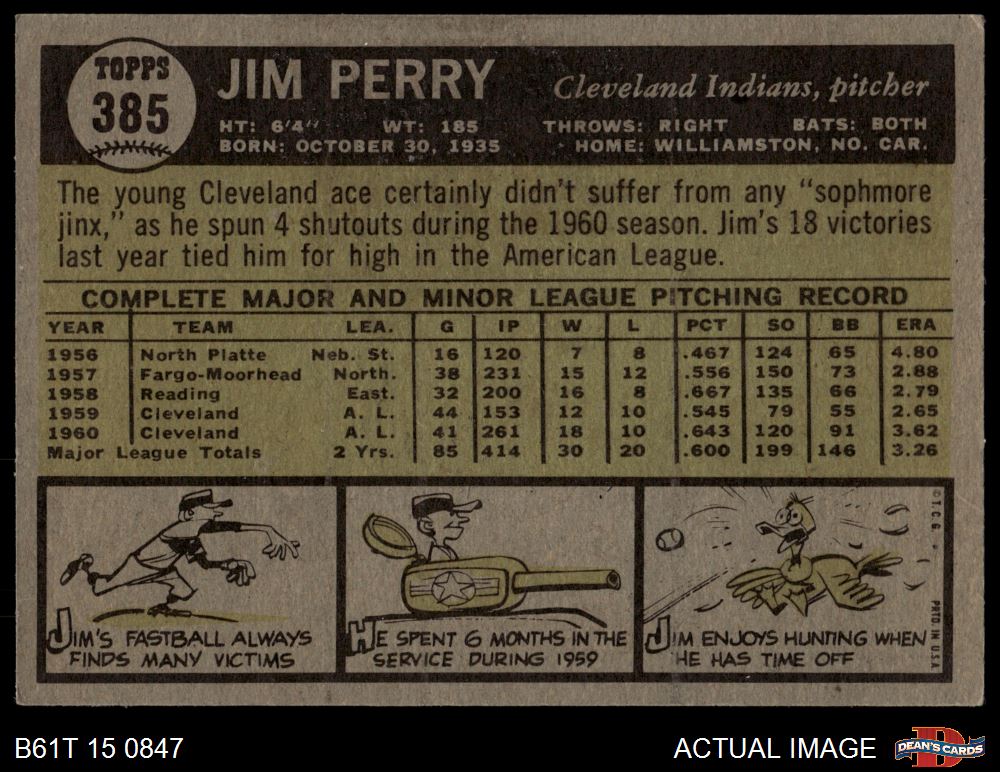 TOPPS
385
JIM PERRY
Cleveland Indians, pitcher
HT: 6'4" WT: 185 THROWS: RIGHT BATS: BOTH
BORN: OCTOBER 30, 1935 HOME: WILLIAMSTON, NO. CAR.
The young Cleveland ace certainly didn't suffer from any "sophmore
jinx," as he spun 4 shutouts during the 1960 season. Jim's 18 victories
last year tied him for high in the American League.
COMPLETE MAJOR AND MINOR LEAGUE PITCHING RECORD
YEAR TEAM LEA. G IP W L PCT SO BB ERA
1956 North Platte Neb. St. 16 120 7 8 .467 124 65 4.80
1957 Fargo-Moorhead North. 38 231 15 12 .556 150 73 2.88
1958 Reading East. 32 200 16 8 .667 135 66 2.79
1959 Cleveland A. L. 44 153 12 10 .545 79 55 2.65
1960 Cleveland A. L. 41 261 18 10 .643 120 91 3.62
Major League Totals 2 Yrs. 85 414 30 20 .600 199 146 3.26
JIM'S FASTBALL ALWAYS
FINDS MANY VICTIMS
HE SPENT 6 MONTHS IN THE
SERVICE DURING 1959
JIM ENJOYS HUNTING WHEN
HE HAS TIME OFF
© T. C. G.
PRTD. IN U.S.A.
B61T 15 0847
ACTUAL IMAGE
DEAN'S CARDS